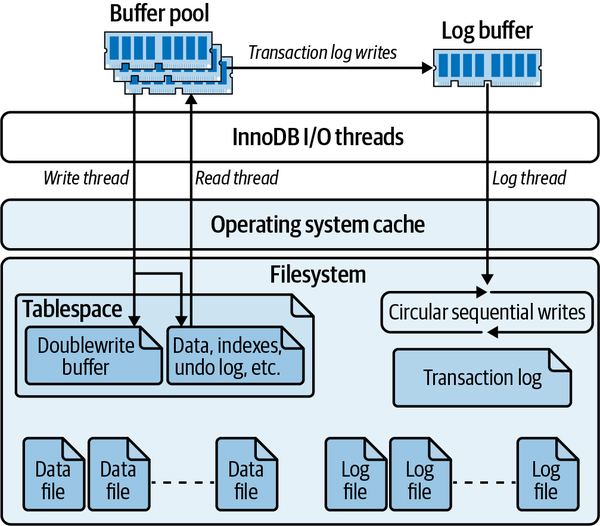 Buffer pool
Log buffer
Transaction log writes
InnoDB I/O threads
Write thread
Read thread
Log thread
Operating system cache
Filesystem
Tablespace
Doublewrite
buffer
Data, indexes,
undo log, etc.
Circular sequential writes
Transaction log
Data
file
Data
file
Data
file
Log
file
Log
file
Log
file